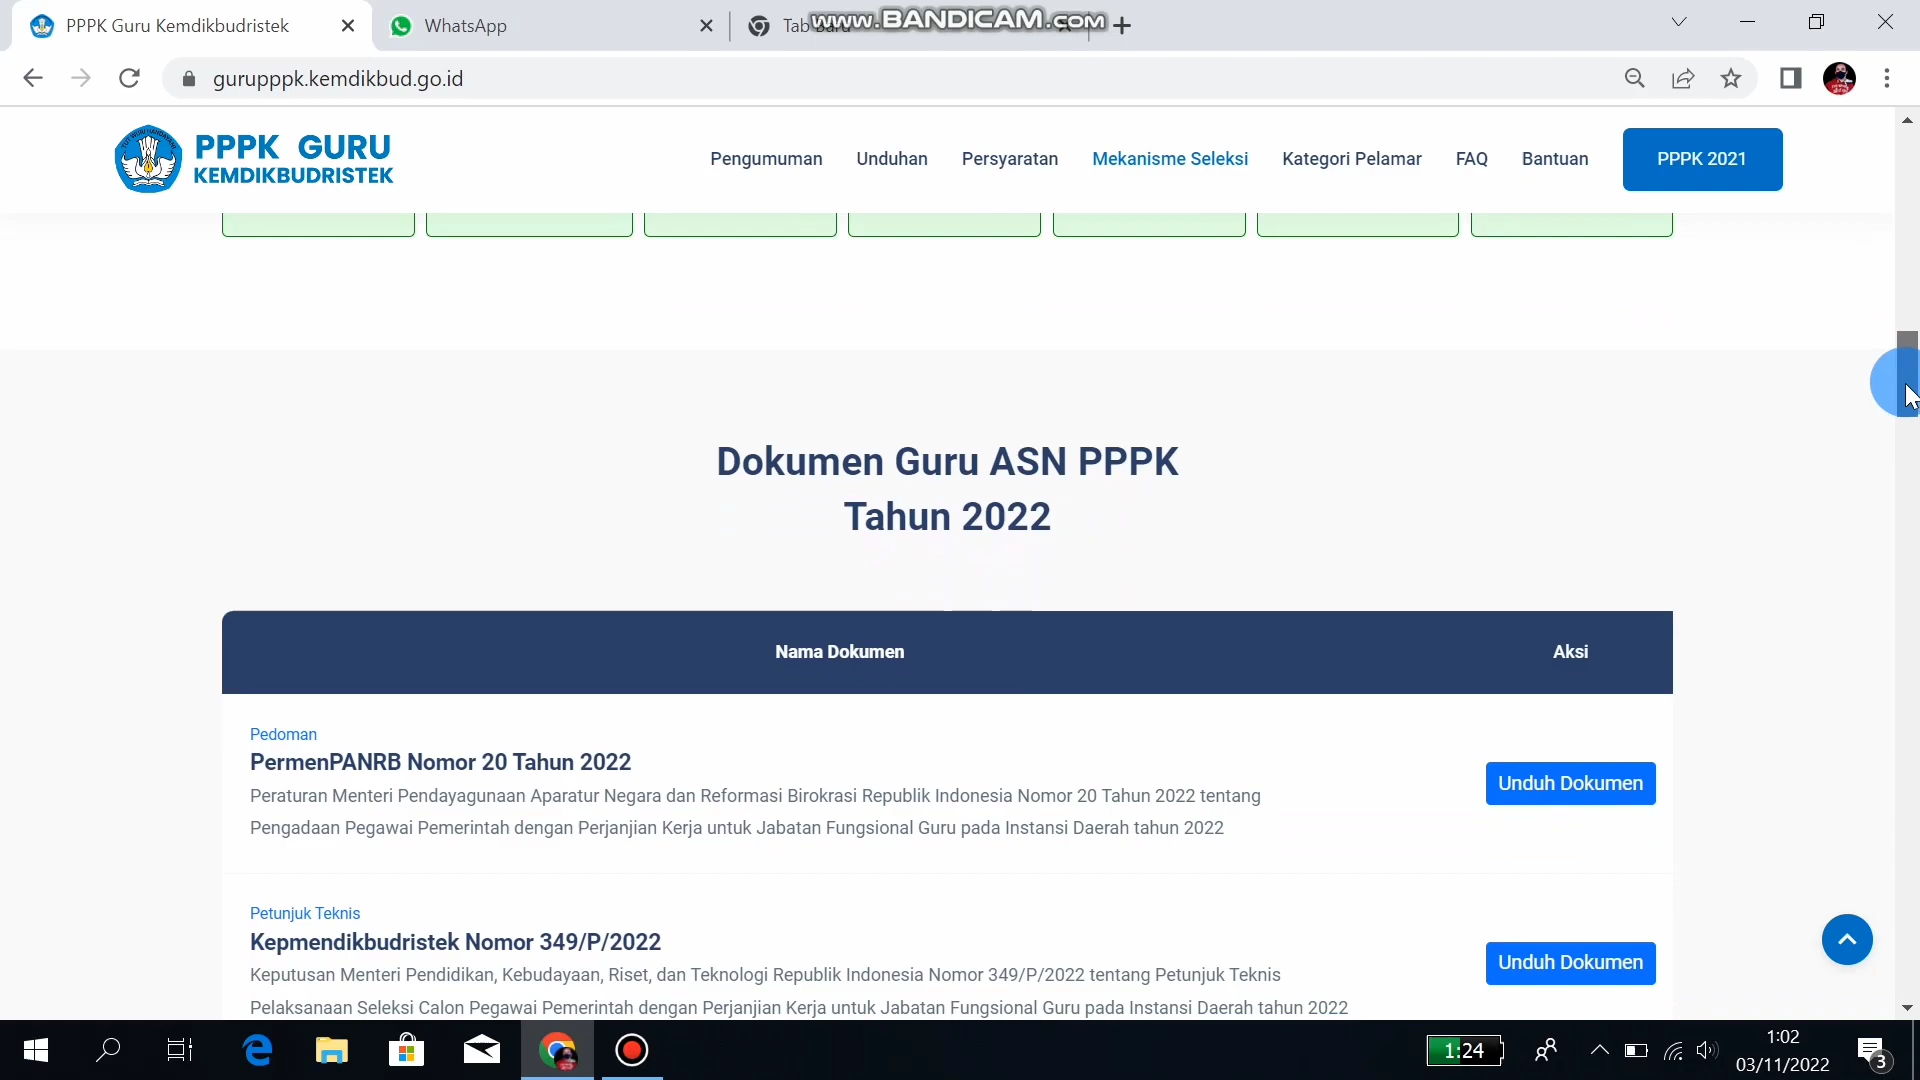 PPPK Guru Kemdikbudristek
WhatsApp
Tab Baru
WWW.BANDICAM.COM
gurupppk.kemdikbud.go.id
PPPK GURU
KEMDIKBUDRISTEK
Pengumuman
Unduhan
Persyaratan
Mekanisme Seleksi
Kategori Pelamar
FAQ
Bantuan
PPPK 2021
Dokumen Guru ASN PPPK
Tahun 2022
Nama Dokumen
Aksi
Pedoman
PermenPANRB Nomor 20 Tahun 2022
Peraturan Menteri Pendayagunaan Aparatur Negara dan Reformasi Birokrasi Republik Indonesia Nomor 20 Tahun 2022 tentang
Pengadaan Pegawai Pemerintah dengan Perjanjian Kerja untuk Jabatan Fungsional Guru pada Instansi Daerah tahun 2022
Unduh Dokumen
Petunjuk Teknis
Kepmendikbudristek Nomor 349/P/2022
Keputusan Menteri Pendidikan, Kebudayaan, Riset, dan Teknologi Republik Indonesia Nomor 349/P/2022 tentang Petunjuk Teknis
Pelaksanaan Seleksi Calon Pegawai Pemerintah dengan Perjanjian Kerja untuk Jabatan Fungsional Guru pada Instansi Daerah tahun 2022
Unduh Dokumen
1:24
1:02
03/11/2022
3